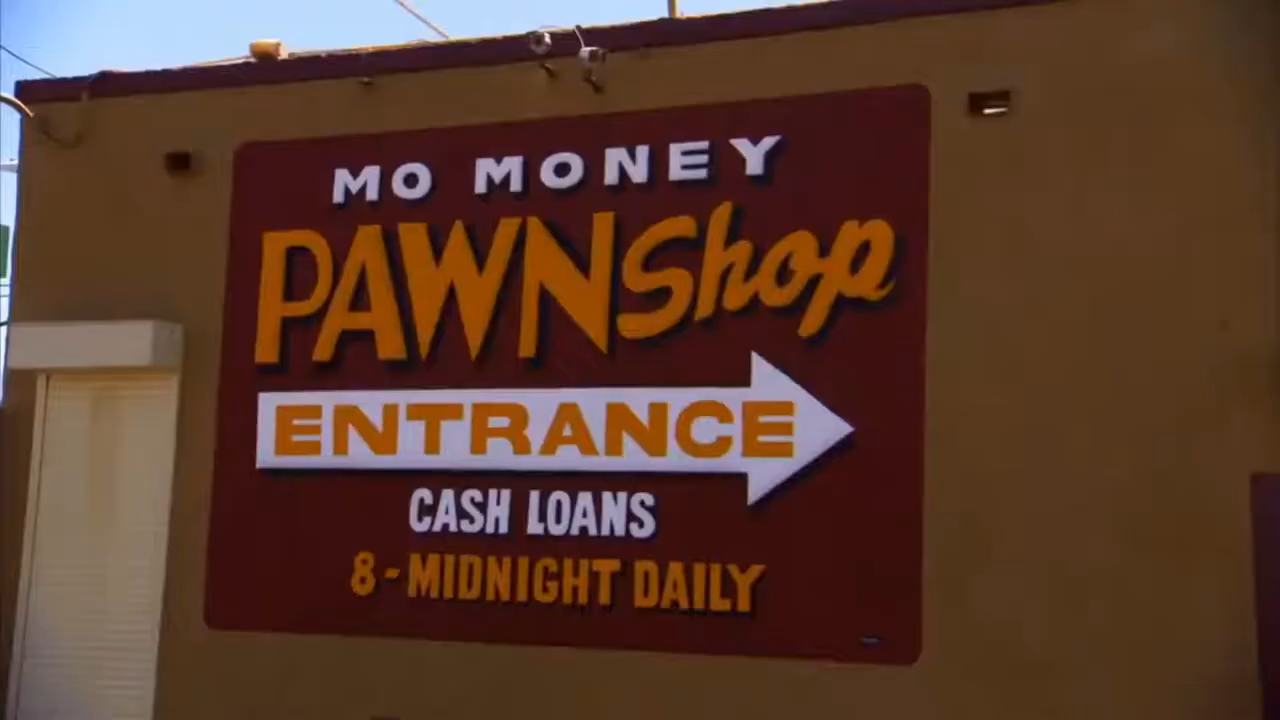 MO MONEY
PAWNShop
ENTRANCE
CASH LOANS
8-MIDNIGHT DAILY